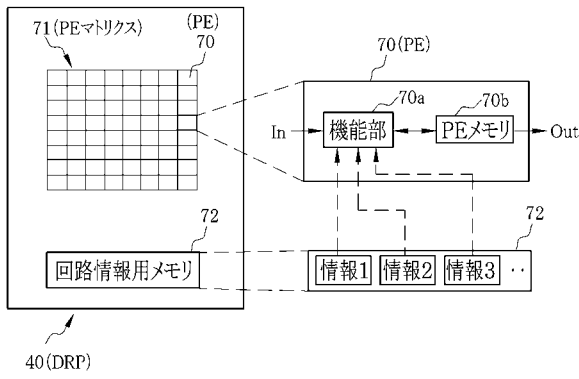 71(PEマトリクス)
(PE)
70
72
回路情報用メモリ
40(DRP)
70(PE)
70a
70b
In
機能部
PEメモリ
Out
72
情報1
情報2
情報3
‥